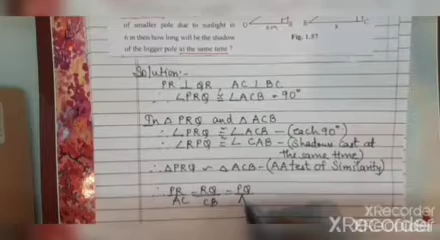 of smaller pole due to sunlight is
6 m then how long will be the shadow
of the bigger pole at the same time ?
Q 6 m R B x C
Fig. 1.57
Solution:-
PR ⊥ QR , AC ⊥ BC
∴ ∠PRQ ≅ ∠ACB = 90°
In △ PRQ and △ ACB
∴ ∠PRQ ≅ ∠ACB - (each 90°)
∠RPQ ≅ ∠ CAB - (Shadows cast at the same time)
∴ △PRQ ~ △ ACB - (AA test of Similarity)
∴ PR/AC = RQ/CB = PQ/A
REDMI NOTE